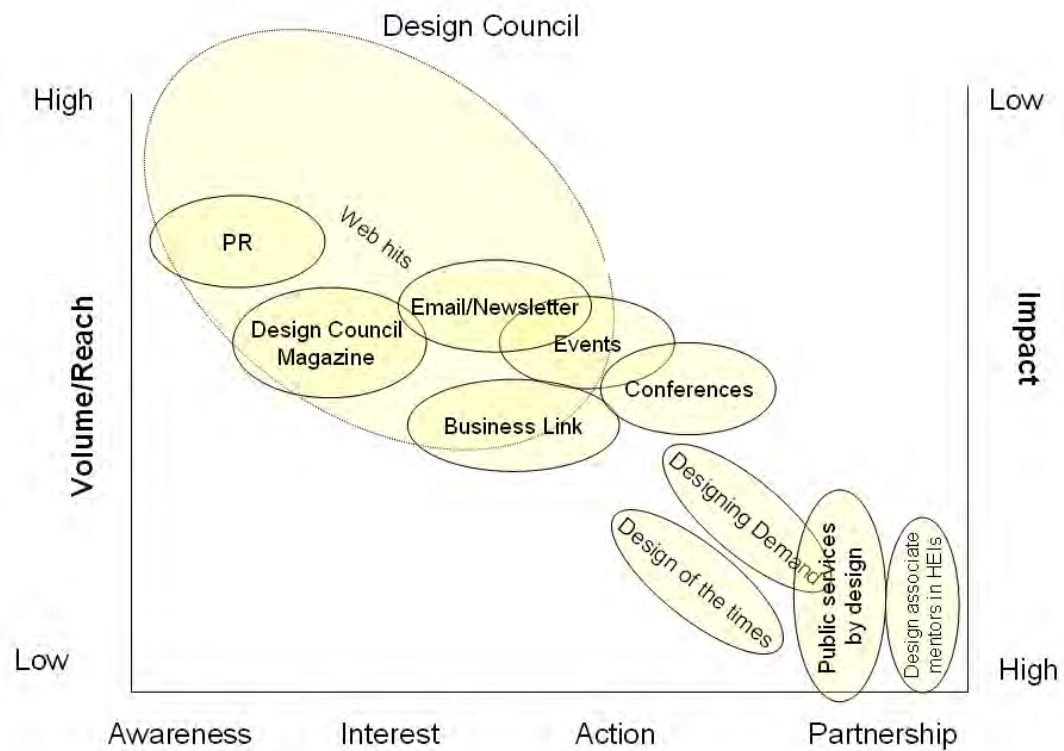 Design Council
High
Low
PR
Web hits
Email/Newsletter
Design Council
Magazine
Events
Conferences
Business Link
Volume/Reach
Impact
Designing Demand
Design of the times
Public services
by design
Design associate
mentors in HEIs
Low
High
Awareness
Interest
Action
Partnership